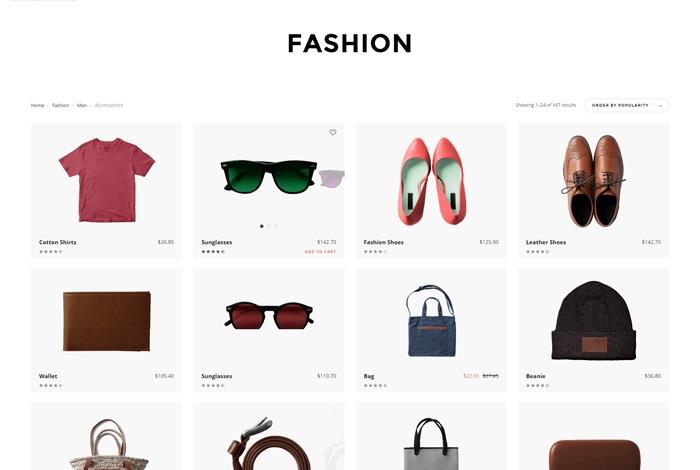 FASHION
Home Fashion Man Accessories
Showing 1–24 of 167 results
ORDER BY POPULARITY
Cotton Shirts $26.85
Sunglasses $142.70
ADD TO CART
Fashion Shoes $125.90
Leather Shoes $142.70
Wallet $105.40
Sunglasses $110.70
Bag $22.95 $27.45
Beanie $36.80